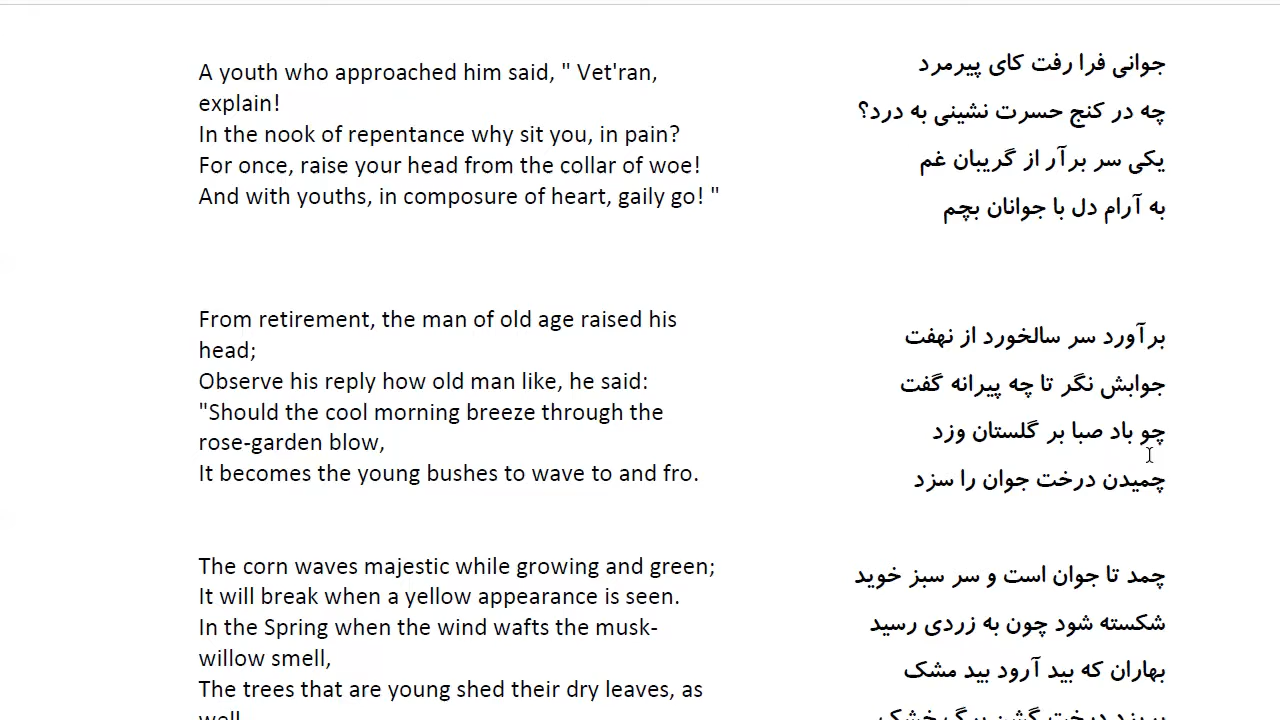 A youth who approached him said, " Vet'ran,
explain!
In the nook of repentance why sit you, in pain?
For once, raise your head from the collar of woe!
And with youths, in composure of heart, gaily go! "
جوانی فرا رفت کای پیرمرد
چه در کنج حسرت نشینی به درد؟
یکی سر برآر از گریبان غم
به آرام دل با جوانان بچم
From retirement, the man of old age raised his
head;
Observe his reply how old man like, he said:
"Should the cool morning breeze through the
rose-garden blow,
It becomes the young bushes to wave to and fro.
برآورد سر سالخورد از نهفت
جوابش نگر تا چه پیرانه گفت
چو باد صبا بر گلستان وزد
چمیدن درخت جوان را سزد
The corn waves majestic while growing and green;
It will break when a yellow appearance is seen.
In the Spring when the wind wafts the musk-
willow smell,
The trees that are young shed their dry leaves, as
well
چمد تا جوان است و سر سبز خوید
شکسته شود چون به زردی رسید
بهاران که بید آرود بید مشک
بریزد درخت گشن برگ خشک